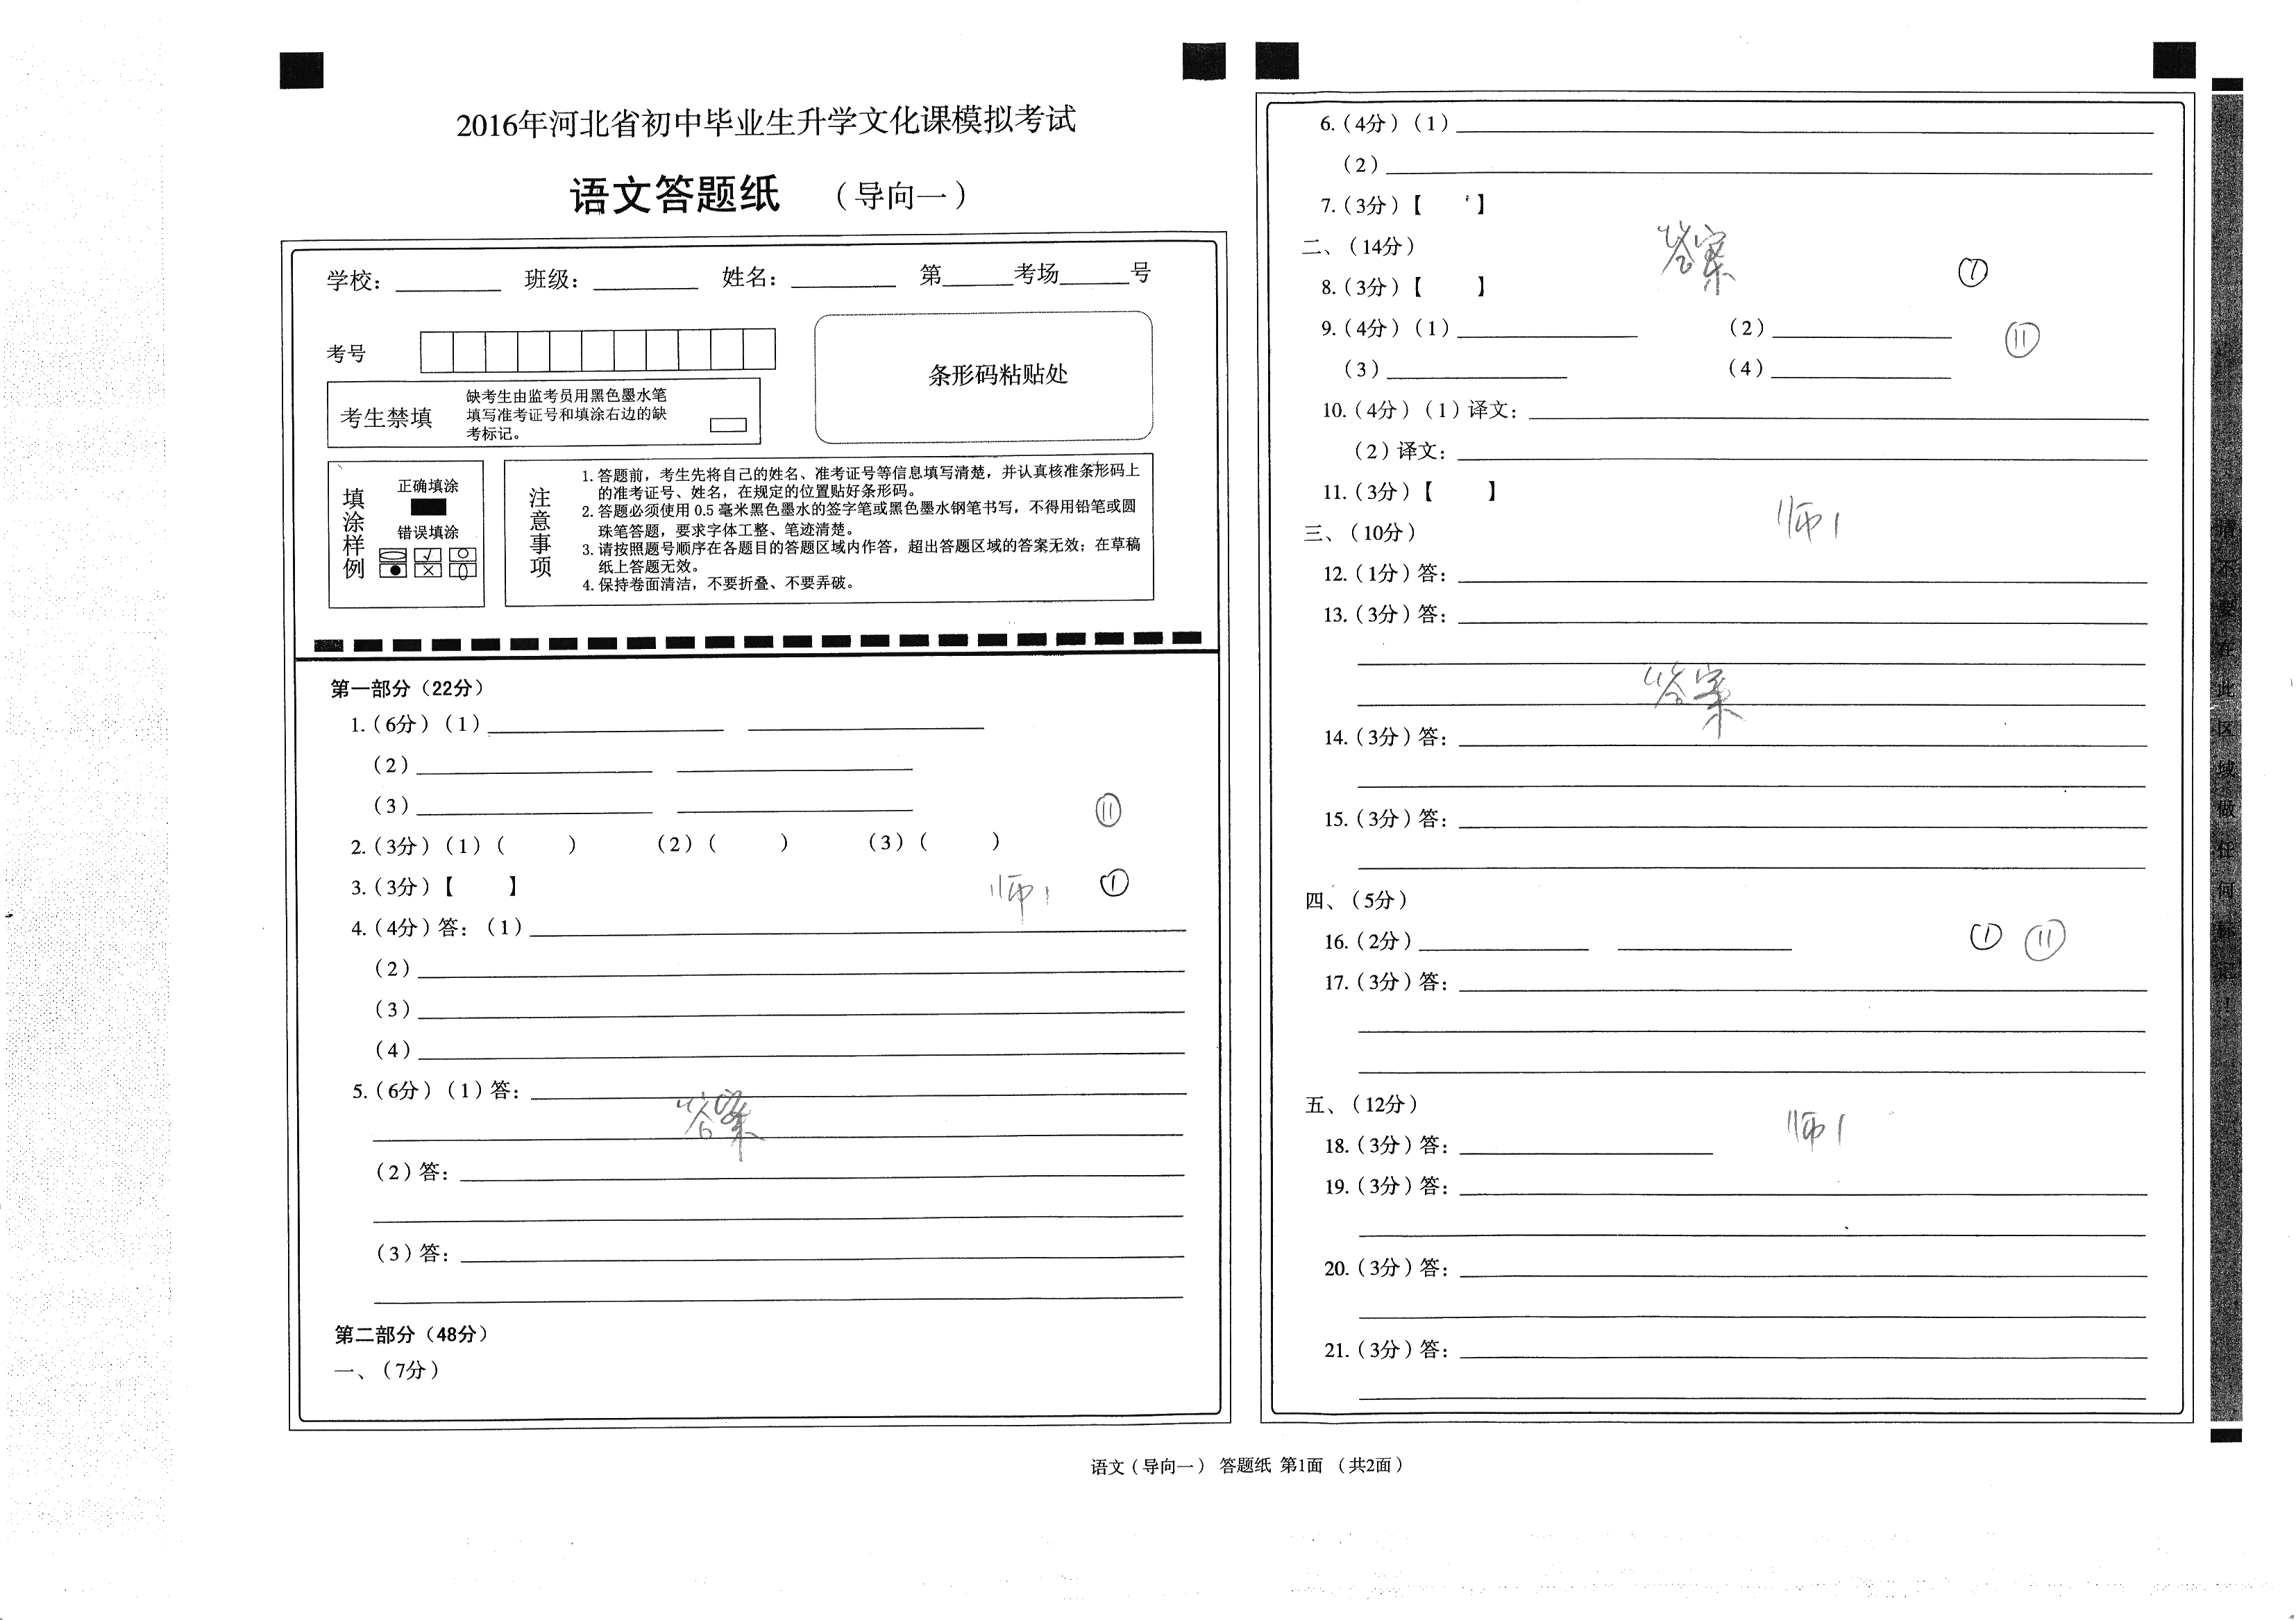 2016年河北省初中毕业生升学文化课模拟考试
语文答题纸 （导向一）
学校：________ 班级：________ 姓名：________ 第______考场______号
考号
条形码粘贴处
考生禁填
缺考生由监考员用黑色墨水笔
填写准考证号和填涂右边的缺
考标记。
填涂样例
正确填涂
错误填涂
注意事项
1. 答题前，考生先将自己的姓名、准考证号等信息填写清楚，并认真核准条形码上
的准考证号、姓名，在规定的位置贴好条形码。
2. 答题必须使用 0.5 毫米黑色墨水的签字笔或黑色墨水钢笔书写，不得用铅笔或圆
珠笔答题，要求字体工整、笔迹清楚。
3. 请按照题号顺序在各题目的答题区域内作答，超出答题区域的答案无效；在草稿
纸上答题无效。
4. 保持卷面清洁，不要折叠、不要弄破。
第一部分（22分）
1.（6分）（1）________ ________
（2）________ ________
（3）________ ________
⑪
2.（3分）（1）（ ） （2）（ ） （3）（ ）
3.（3分）【 】 师1 ①
4.（4分）答：（1）________
（2）________
（3）________
（4）________
5.（6分）（1）答：________
答案
（2）答：________
（3）答：________
第二部分（48分）
一、（7分）
6.（4分）（1）________
（2）________
7.（3分）【 】
二、（14分） 答案 ①
8.（3分）【 】
9.（4分）（1）________ （2）________ ⑪
（3）________ （4）________
10.（4分）（1）译文：________
（2）译文：________
11.（3分）【 】
三、（10分） 师1
12.（1分）答：________
13.（3分）答：________
答案
14.（3分）答：________
15.（3分）答：________
四、（5分）
16.（2分）________ ________ ① ⑪
17.（3分）答：________
五、（12分） 师1
18.（3分）答：________
19.（3分）答：________
20.（3分）答：________
21.（3分）答：________
请不要在此区域做任何标记！
语文（导向一） 答题纸 第1面 （共2面）